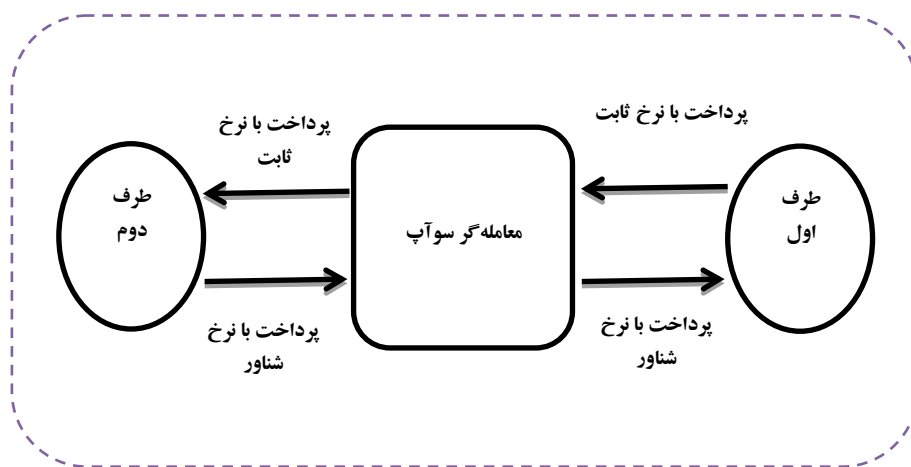 پرداخت با نرخ ثابت
پرداخت با نرخ
ثابت
طرف
اول
معامله‌گر سوآپ
طرف
دوم
پرداخت با نرخ
شناور
پرداخت با نرخ
شناور